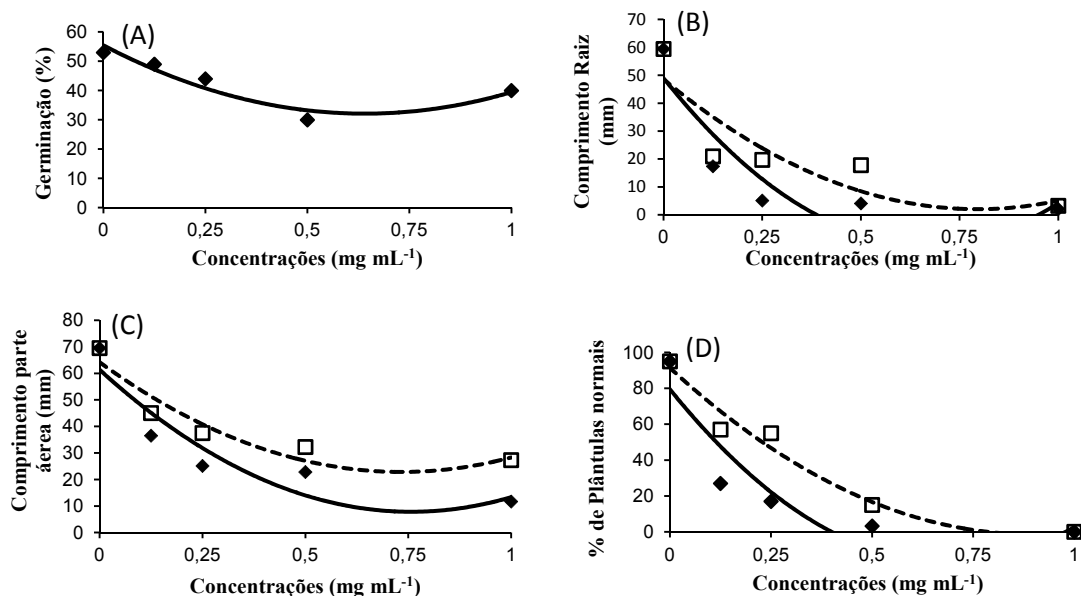 (A)
Germinação (%)
60
50
40
30
20
10
0
0 0,25 0,5 0,75 1
Concentrações (mg mL-1)
(B)
Comprimento Raiz
(mm)
70
60
50
40
30
20
10
0
0 0,25 0,5 0,75 1
Concentrações (mg mL-1)
(C)
Comprimento parte
áerea (mm)
80
70
60
50
40
30
20
10
0
0 0,25 0,5 0,75 1
Concentrações (mg mL-1)
(D)
% de Plântulas normais
100
80
60
40
20
0
0 0,25 0,5 0,75 1
Concentrações (mg mL-1)